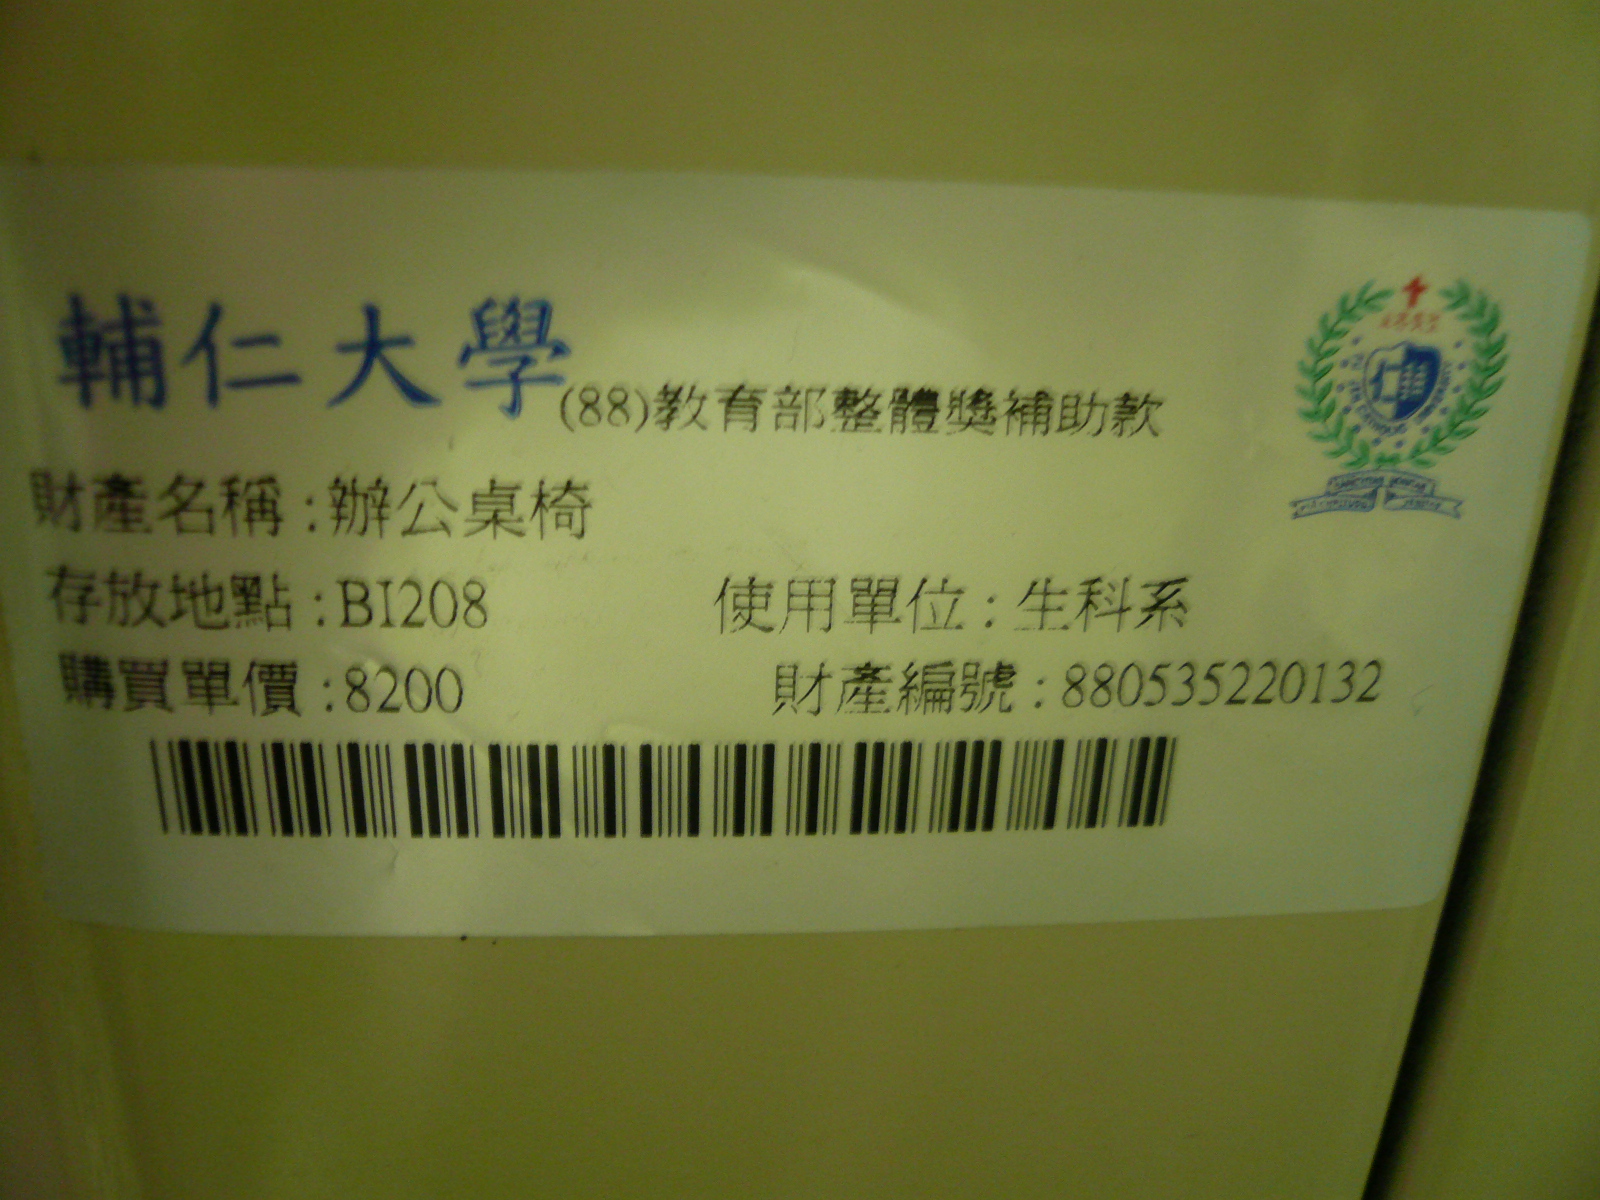 輔仁大學(88)教育部整體獎補助款
財產名稱:辦公桌椅
存放地點:BI208 使用單位:生科系
購買單價:8200 財產編號:880535220132